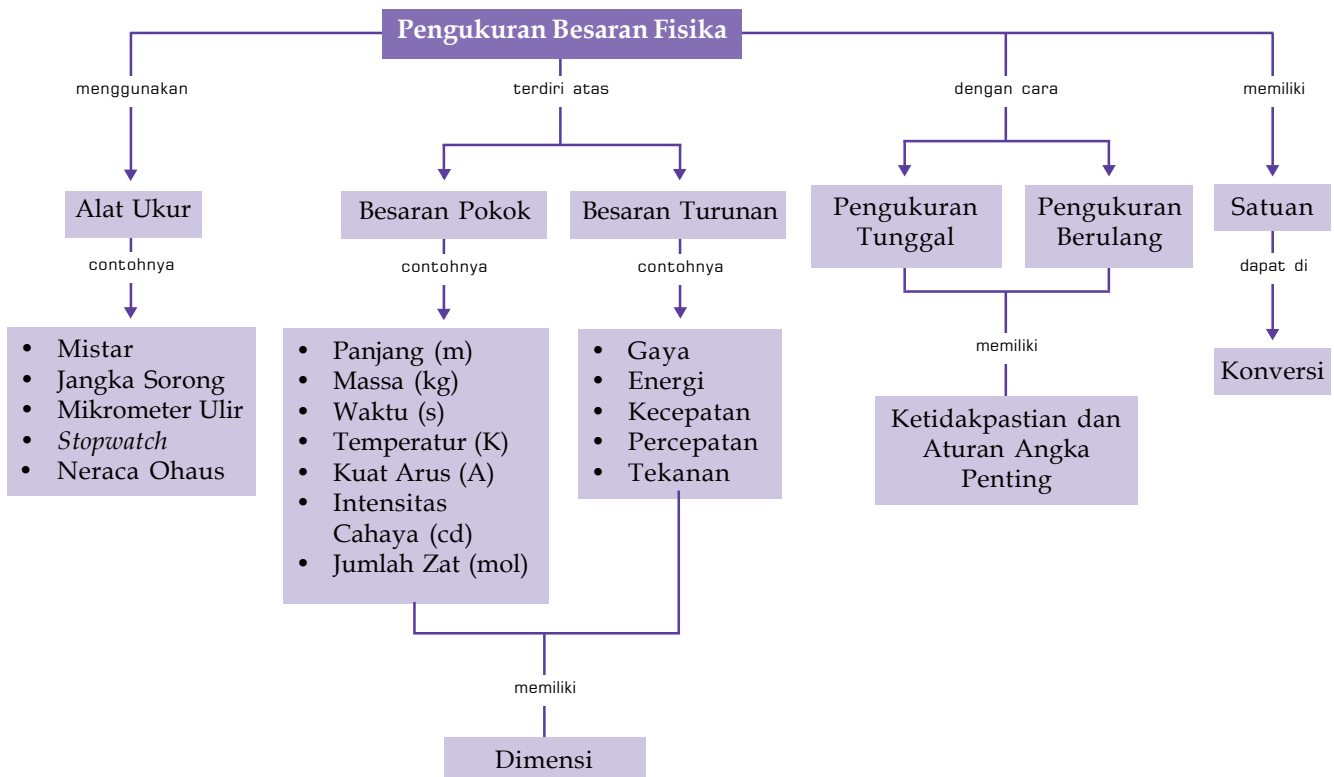 Pengukuran Besaran Fisika
menggunakan
terdiri atas
dengan cara
memiliki
Alat Ukur
Besaran Pokok
Besaran Turunan
Pengukuran
Tunggal
Pengukuran
Berulang
Satuan
contohnya
contohnya
contohnya
dapat di
• Mistar
• Jangka Sorong
• Mikrometer Ulir
• Stopwatch
• Neraca Ohaus
• Panjang (m)
• Massa (kg)
• Waktu (s)
• Temperatur (K)
• Kuat Arus (A)
• Intensitas
Cahaya (cd)
• Jumlah Zat (mol)
• Gaya
• Energi
• Kecepatan
• Percepatan
• Tekanan
memiliki
Konversi
Ketidakpastian dan
Aturan Angka
Penting
memiliki
Dimensi